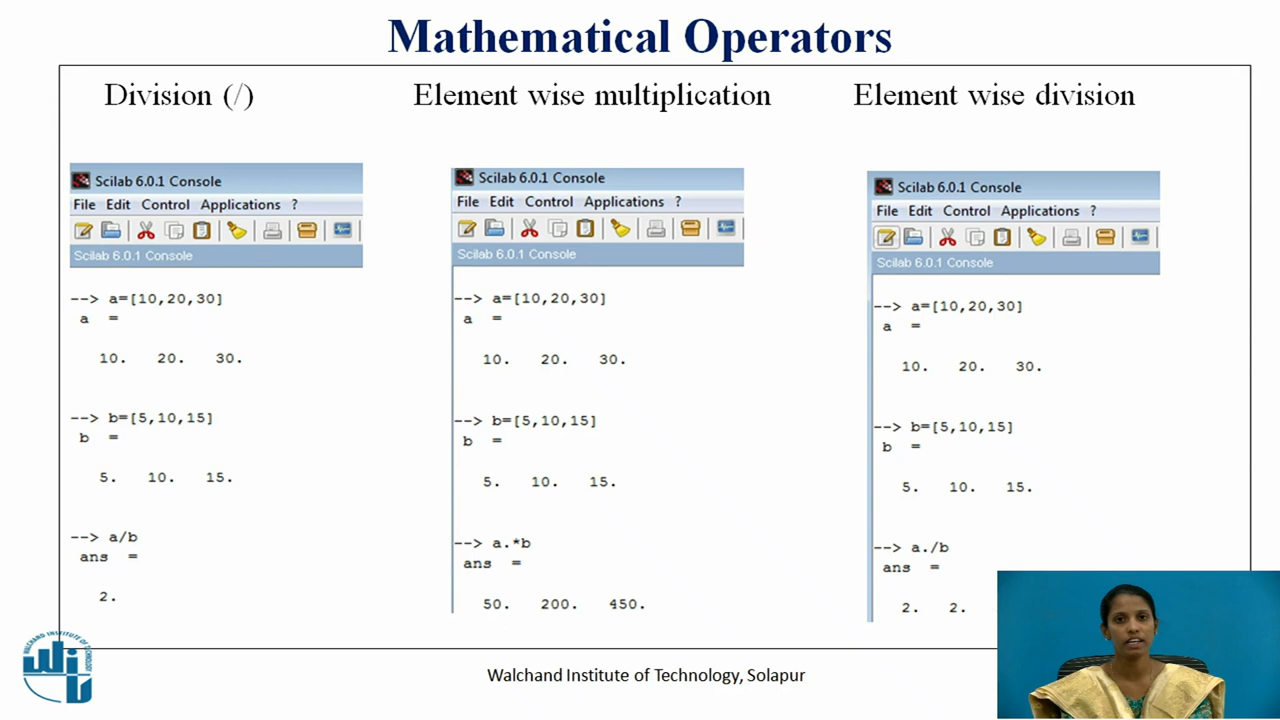 Mathematical Operators
Division (/)
Scilab 6.0.1 Console
File Edit Control Applications ?
Scilab 6.0.1 Console
--> a=[10,20,30]
a =
10. 20. 30.
--> b=[5,10,15]
b =
5. 10. 15.
--> a/b
ans =
2.
Element wise multiplication
Scilab 6.0.1 Console
File Edit Control Applications ?
Scilab 6.0.1 Console
--> a=[10,20,30]
a =
10. 20. 30.
--> b=[5,10,15]
b =
5. 10. 15.
--> a.*b
ans =
50. 200. 450.
Element wise division
Scilab 6.0.1 Console
File Edit Control Applications ?
Scilab 6.0.1 Console
--> a=[10,20,30]
a =
10. 20. 30.
--> b=[5,10,15]
b =
5. 10. 15.
--> a./b
ans =
2. 2.
WALCHAND INSTITUTE OF TECHNOLOGY
WIT
Walchand Institute of Technology, Solapur